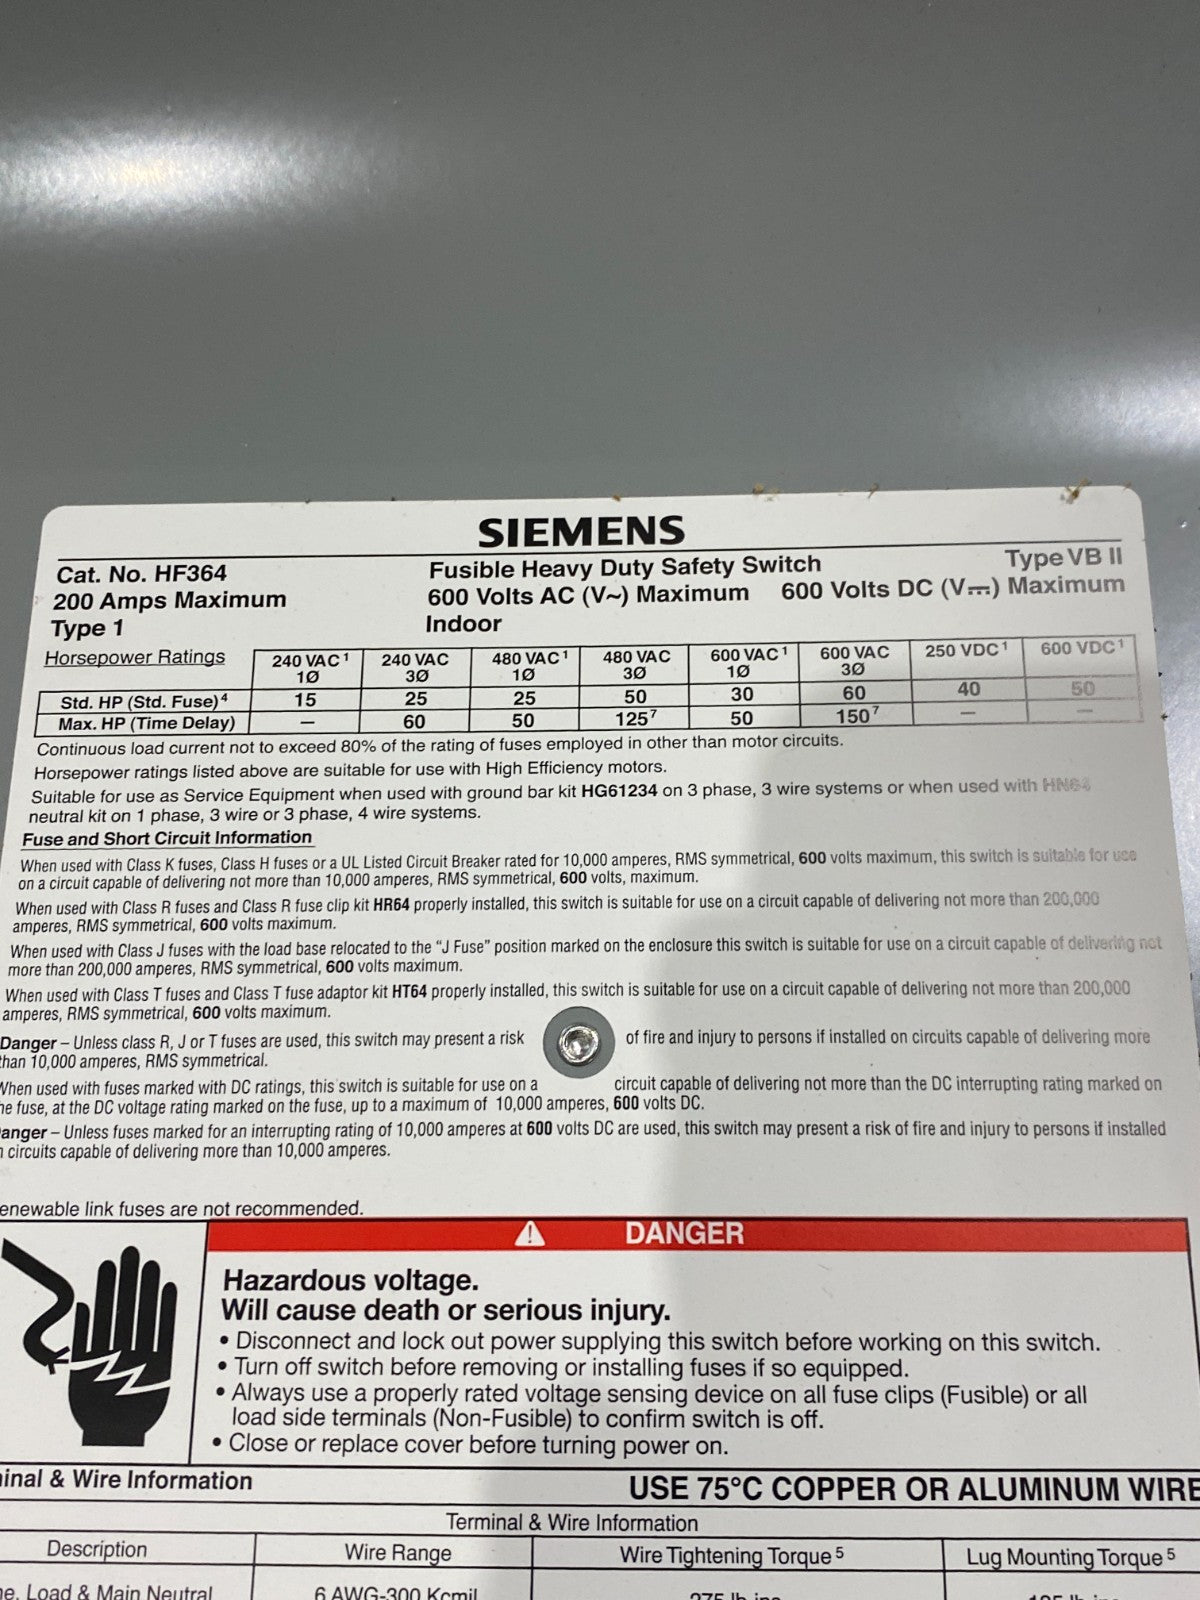 SIEMENS
Cat. No. HF364 Fusible Heavy Duty Safety Switch Type VB II
200 Amps Maximum 600 Volts AC (V~) Maximum 600 Volts DC (V⎓) Maximum
Type 1 Indoor
Horsepower Ratings 240 VAC¹ 1Ø 240 VAC 3Ø 480 VAC¹ 1Ø 480 VAC 3Ø 600 VAC¹ 1Ø 600 VAC 3Ø 250 VDC¹ 600 VDC¹
Std. HP (Std. Fuse)⁴ 15 25 25 50 30 60 40 50
Max. HP (Time Delay) — 60 50 125⁷ 50 150⁷ — —
Continuous load current not to exceed 80% of the rating of fuses employed in other than motor circuits.
Horsepower ratings listed above are suitable for use with High Efficiency motors.
Suitable for use as Service Equipment when used with ground bar kit HG61234 on 3 phase, 3 wire systems or when used with HN64
neutral kit on 1 phase, 3 wire or 3 phase, 4 wire systems.
Fuse and Short Circuit Information
When used with Class K fuses, Class H fuses or a UL Listed Circuit Breaker rated for 10,000 amperes, RMS symmetrical, 600 volts maximum, this switch is suitable for use
on a circuit capable of delivering not more than 10,000 amperes, RMS symmetrical, 600 volts, maximum.
When used with Class R fuses and Class R fuse clip kit HR64 properly installed, this switch is suitable for use on a circuit capable of delivering not more than 200,000
amperes, RMS symmetrical, 600 volts maximum.
When used with Class J fuses with the load base relocated to the “J Fuse” position marked on the enclosure this switch is suitable for use on a circuit capable of delivering not
more than 200,000 amperes, RMS symmetrical, 600 volts maximum.
When used with Class T fuses and Class T fuse adaptor kit HT64 properly installed, this switch is suitable for use on a circuit capable of delivering not more than 200,000
amperes, RMS symmetrical, 600 volts maximum.
Danger – Unless class R, J or T fuses are used, this switch may present a risk of fire and injury to persons if installed on circuits capable of delivering more
han 10,000 amperes, RMS symmetrical.
When used with fuses marked with DC ratings, this switch is suitable for use on a circuit capable of delivering not more than the DC interrupting rating marked on
he fuse, at the DC voltage rating marked on the fuse, up to a maximum of 10,000 amperes, 600 volts DC.
anger – Unless fuses marked for an interrupting rating of 10,000 amperes at 600 volts DC are used, this switch may present a risk of fire and injury to persons if installed
circuits capable of delivering more than 10,000 amperes.
enewable link fuses are not recommended.
DANGER
Hazardous voltage.
Will cause death or serious injury.
• Disconnect and lock out power supplying this switch before working on this switch.
• Turn off switch before removing or installing fuses if so equipped.
• Always use a properly rated voltage sensing device on all fuse clips (Fusible) or all
load side terminals (Non-Fusible) to confirm switch is off.
• Close or replace cover before turning power on.
inal & Wire Information USE 75°C COPPER OR ALUMINUM WIRE
Terminal & Wire Information
Description Wire Range Wire Tightening Torque⁵ Lug Mounting Torque⁵
e, Load & Main Neutral 6 AWG-300 Kcmil